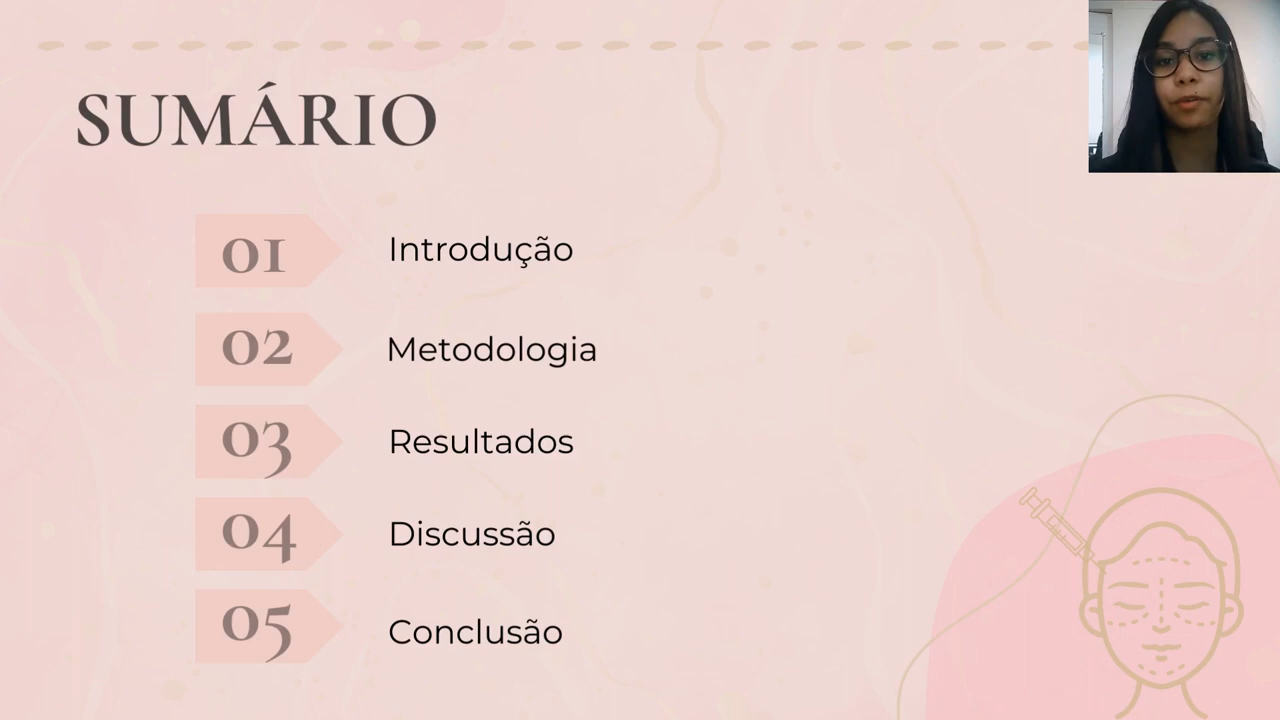 SUMÁRIO
01 Introdução
02 Metodologia
03 Resultados
04 Discussão
05 Conclusão